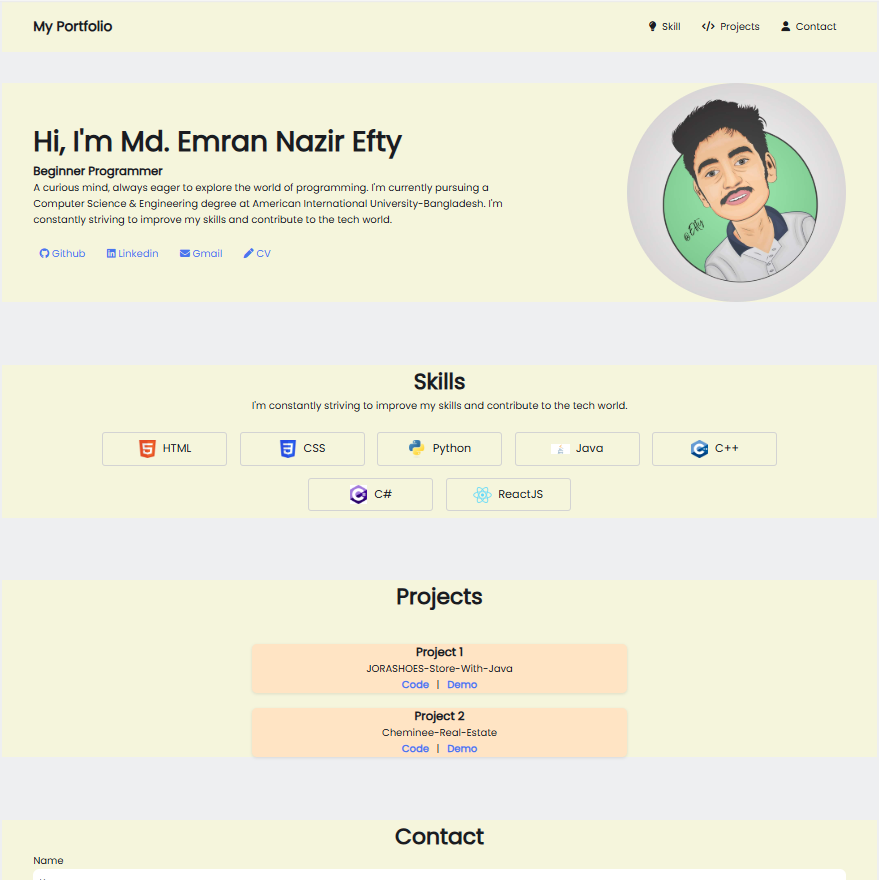 My Portfolio
Skill
Projects
Contact
Hi, I'm Md. Emran Nazir Efty
Beginner Programmer
A curious mind, always eager to explore the world of programming. I'm currently pursuing a
Computer Science & Engineering degree at American International University-Bangladesh. I'm
constantly striving to improve my skills and contribute to the tech world.
Github Linkedin Gmail CV
@Efty
Skills
I'm constantly striving to improve my skills and contribute to the tech world.
HTML CSS Python Java C++
C# ReactJS
Projects
Project 1
JORASHOES-Store-With-Java
Code | Demo
Project 2
Cheminee-Real-Estate
Code | Demo
Contact
Name